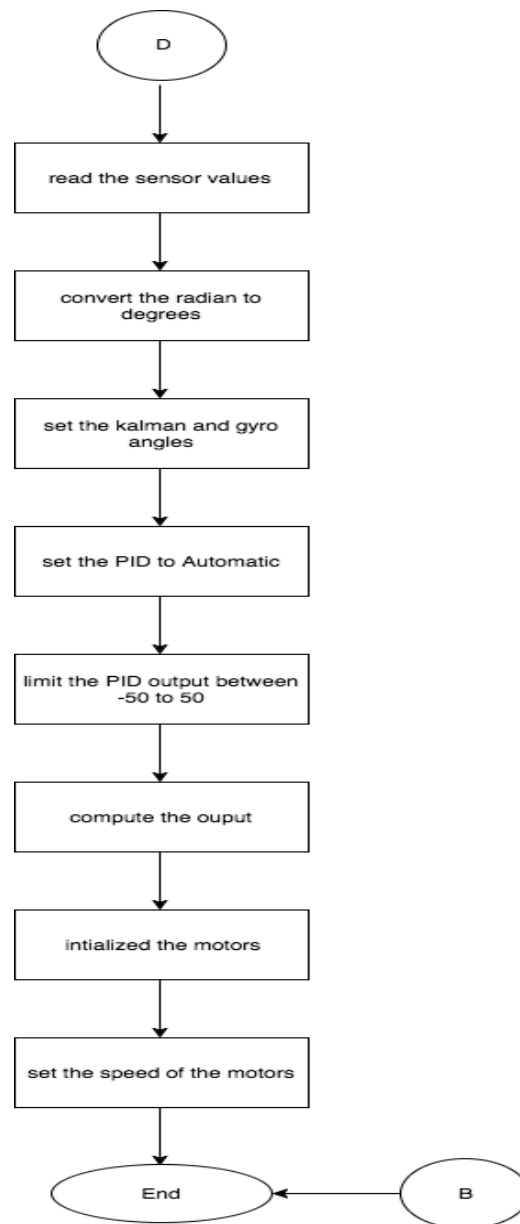 D
read the sensor values
convert the radian to
degrees
set the kalman and gyro
angles
set the PID to Automatic
limit the PID output between
-50 to 50
compute the ouput
intialized the motors
set the speed of the motors
End
B